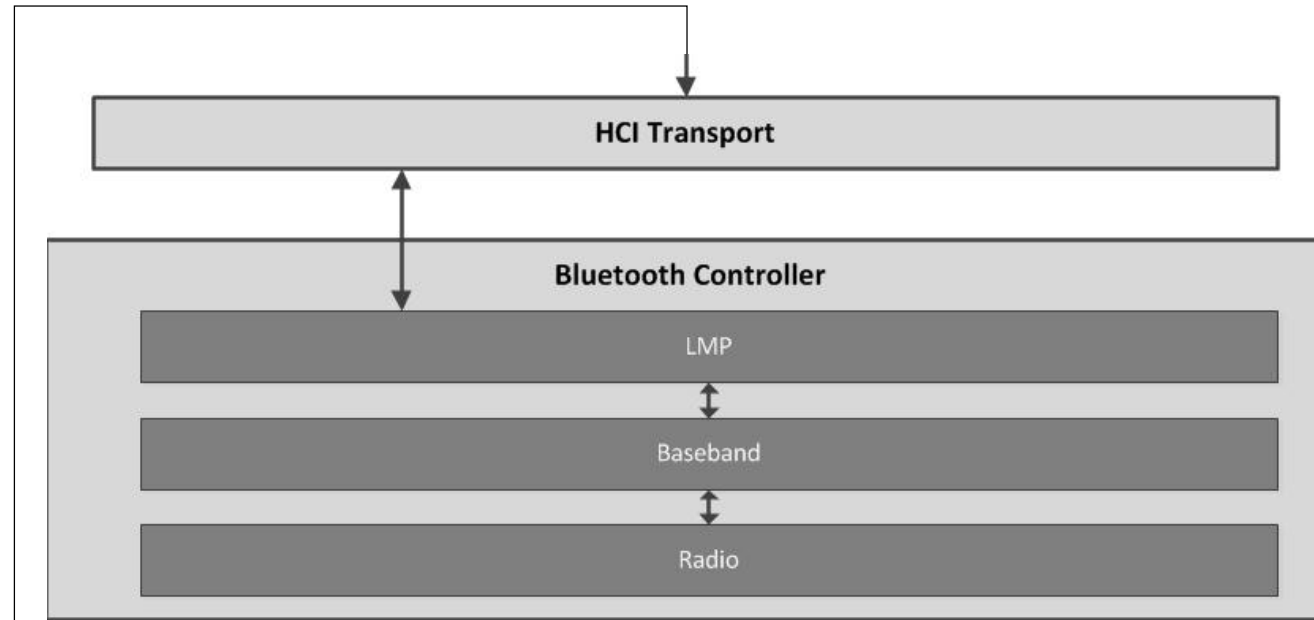 HCI Transport
Bluetooth Controller
LMP
Baseband
Radio